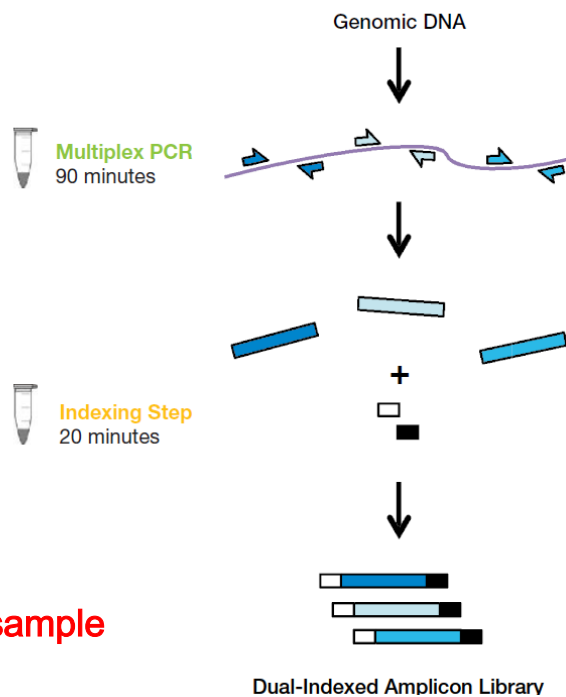 Genomic DNA
Multiplex PCR
90 minutes
+
Indexing Step
20 minutes
sample
Dual-Indexed Amplicon Library